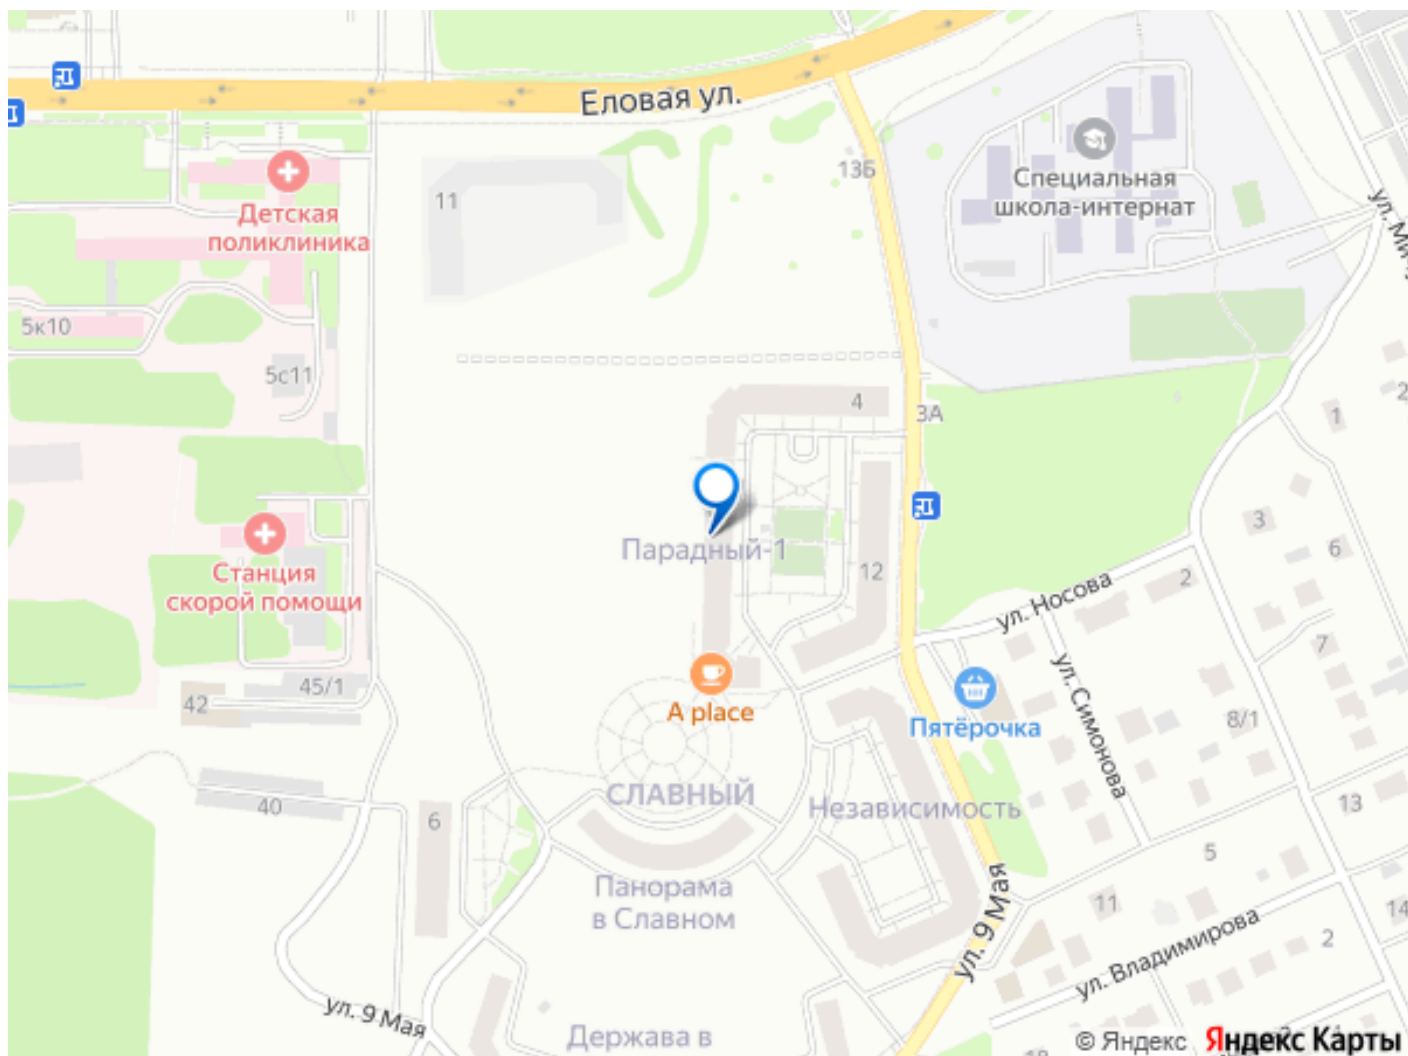 Еловая ул.
13Б
Специальная
школа-интернат
11
Детская
поликлиника
5к10
5с11
4
3А
1
2
3
6
Парадный-1
12
Станция
скорой помощи
ул. Носова
2
7
45/1
42
A place
Пятёрочка
ул. Симонова
8/1
СЛАВНЫЙ
Независимость
40
6
13
5
Панорама
в Славном
ул. 9 Мая
11
14
ул. Владимирова
2
ул. 9 Мая
Держава в
© Яндекс Яндекс Карты